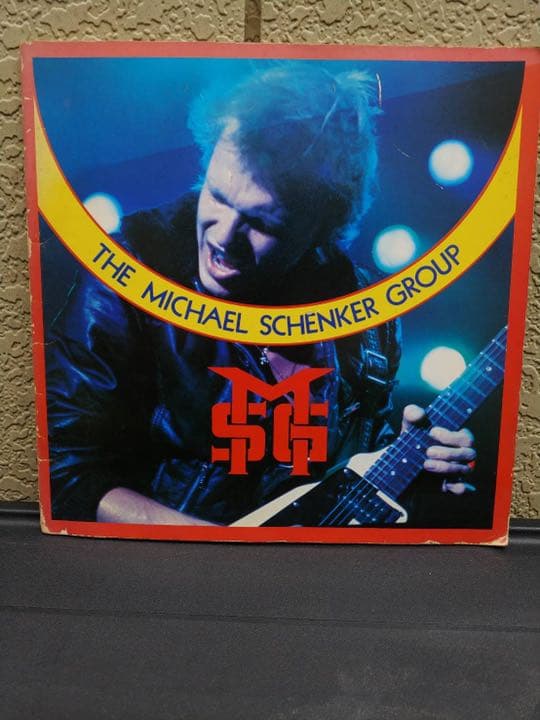 THE MICHAEL SCHENKER GROUP
MSG